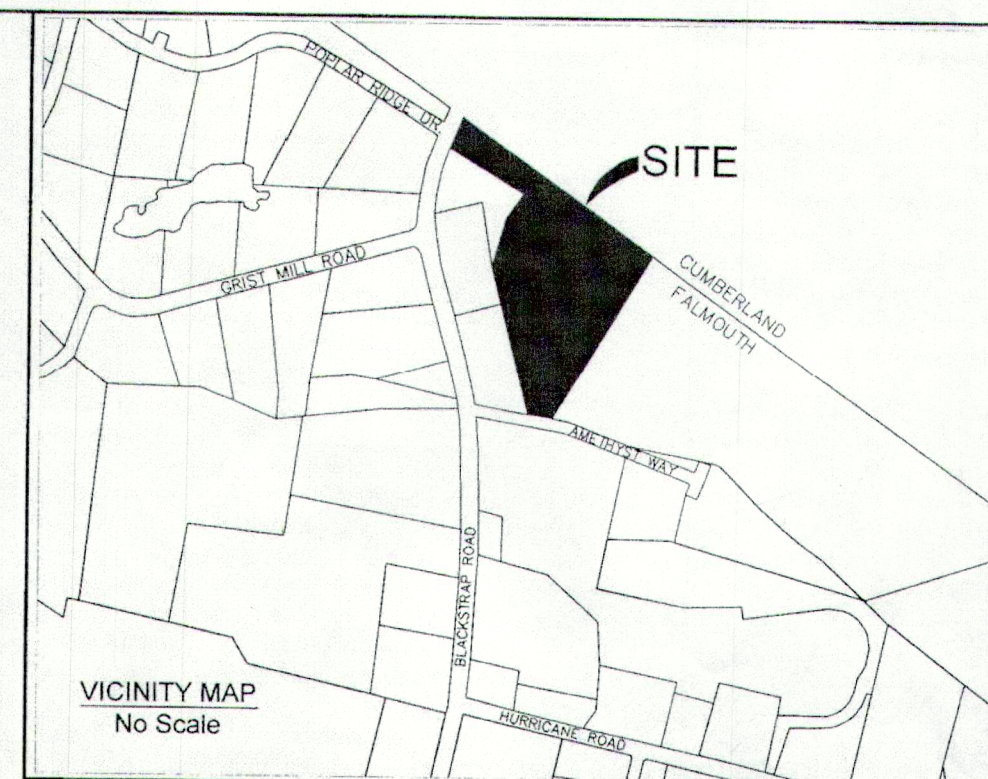 POPLAR RIDGE DR.
SITE
GRIST MILL ROAD
CUMBERLAND
FALMOUTH
AMETHYST WAY
BLACKSTRAP ROAD
VICINITY MAP
No Scale
HURRICANE ROAD